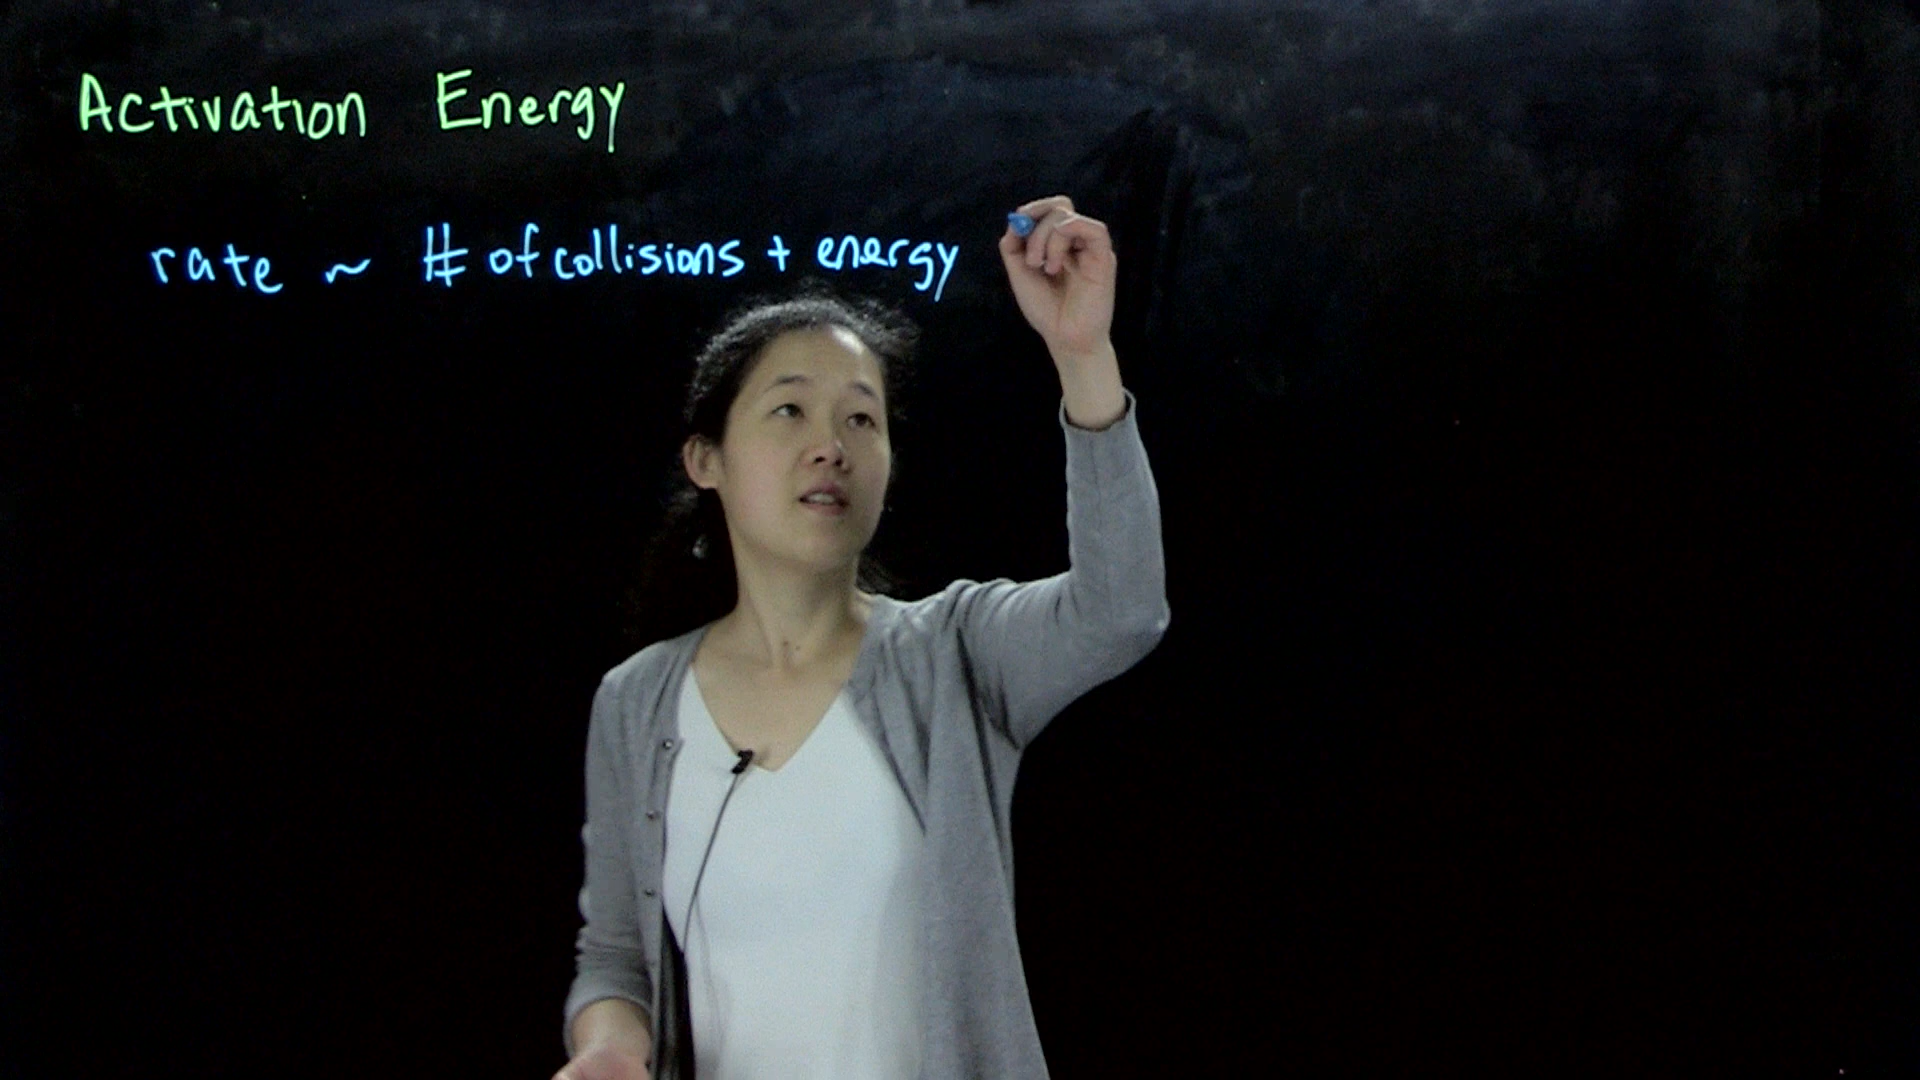 Activation Energy
rate ~ # of collisions + energy